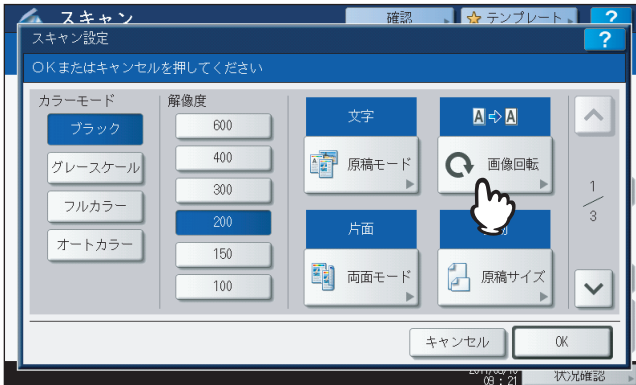 スキャン
確認
テンプレート
?
スキャン設定
?
OKまたはキャンセルを押してください
カラーモード
解像度
ブラック
グレースケール
フルカラー
オートカラー
600
400
300
200
150
100
文字
原稿モード
A⇨A
画像回転
片面
両面モード
原稿サイズ
1
3
キャンセル
OK
09:21
状況確認